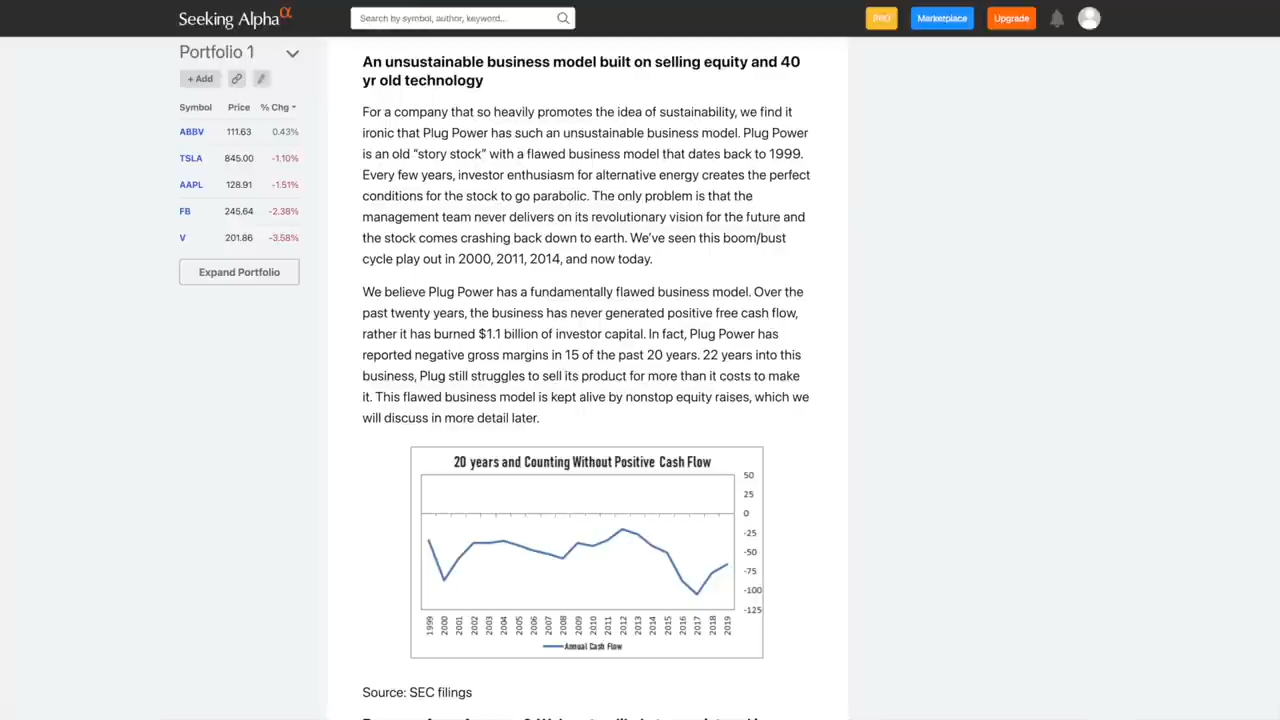 Seeking Alpha α
Search by symbol, author, keyword...
PRO
Marketplace
Upgrade
Portfolio 1
+ Add
Symbol Price % Chg
ABBV 111.63 0.43%
TSLA 845.00 -1.10%
AAPL 128.91 -1.51%
FB 245.64 -2.38%
V 201.86 -3.58%
Expand Portfolio
An unsustainable business model built on selling equity and 40
yr old technology
For a company that so heavily promotes the idea of sustainability, we find it
ironic that Plug Power has such an unsustainable business model. Plug Power
is an old “story stock” with a flawed business model that dates back to 1999.
Every few years, investor enthusiasm for alternative energy creates the perfect
conditions for the stock to go parabolic. The only problem is that the
management team never delivers on its revolutionary vision for the future and
the stock comes crashing back down to earth. We’ve seen this boom/bust
cycle play out in 2000, 2011, 2014, and now today.
We believe Plug Power has a fundamentally flawed business model. Over the
past twenty years, the business has never generated positive free cash flow,
rather it has burned $1.1 billion of investor capital. In fact, Plug Power has
reported negative gross margins in 15 of the past 20 years. 22 years into this
business, Plug still struggles to sell its product for more than it costs to make
it. This flawed business model is kept alive by nonstop equity raises, which we
will discuss in more detail later.
20 years and Counting Without Positive Cash Flow
50
25
0
-25
-50
-75
-100
-125
1999 2000 2001 2002 2003 2004 2005 2006 2007 2008 2009 2010 2011 2012 2013 2014 2015 2016 2017 2018 2019
Annual Cash Flow
Source: SEC filings